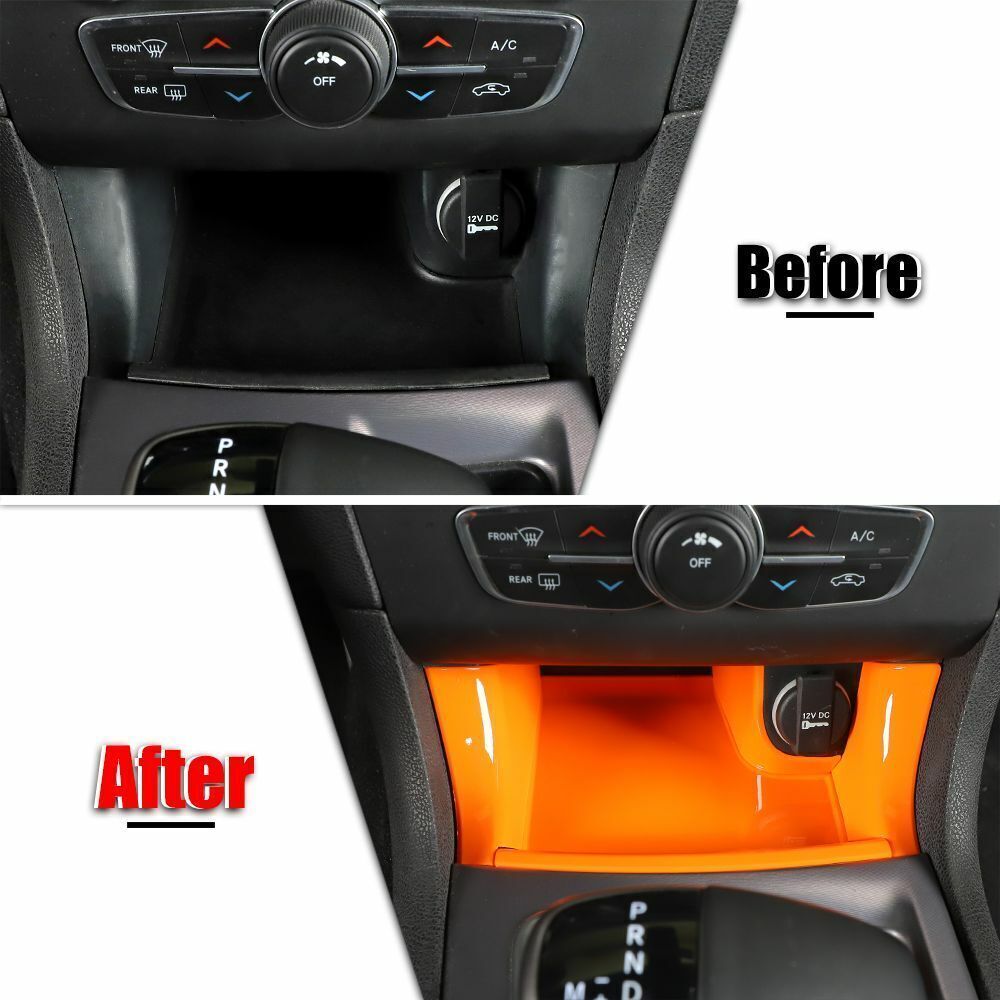 FRONT A/C
REAR OFF
12V DC
Before
P
R
N
FRONT A/C
REAR OFF
12V DC
After
P
R
N
M - D
+